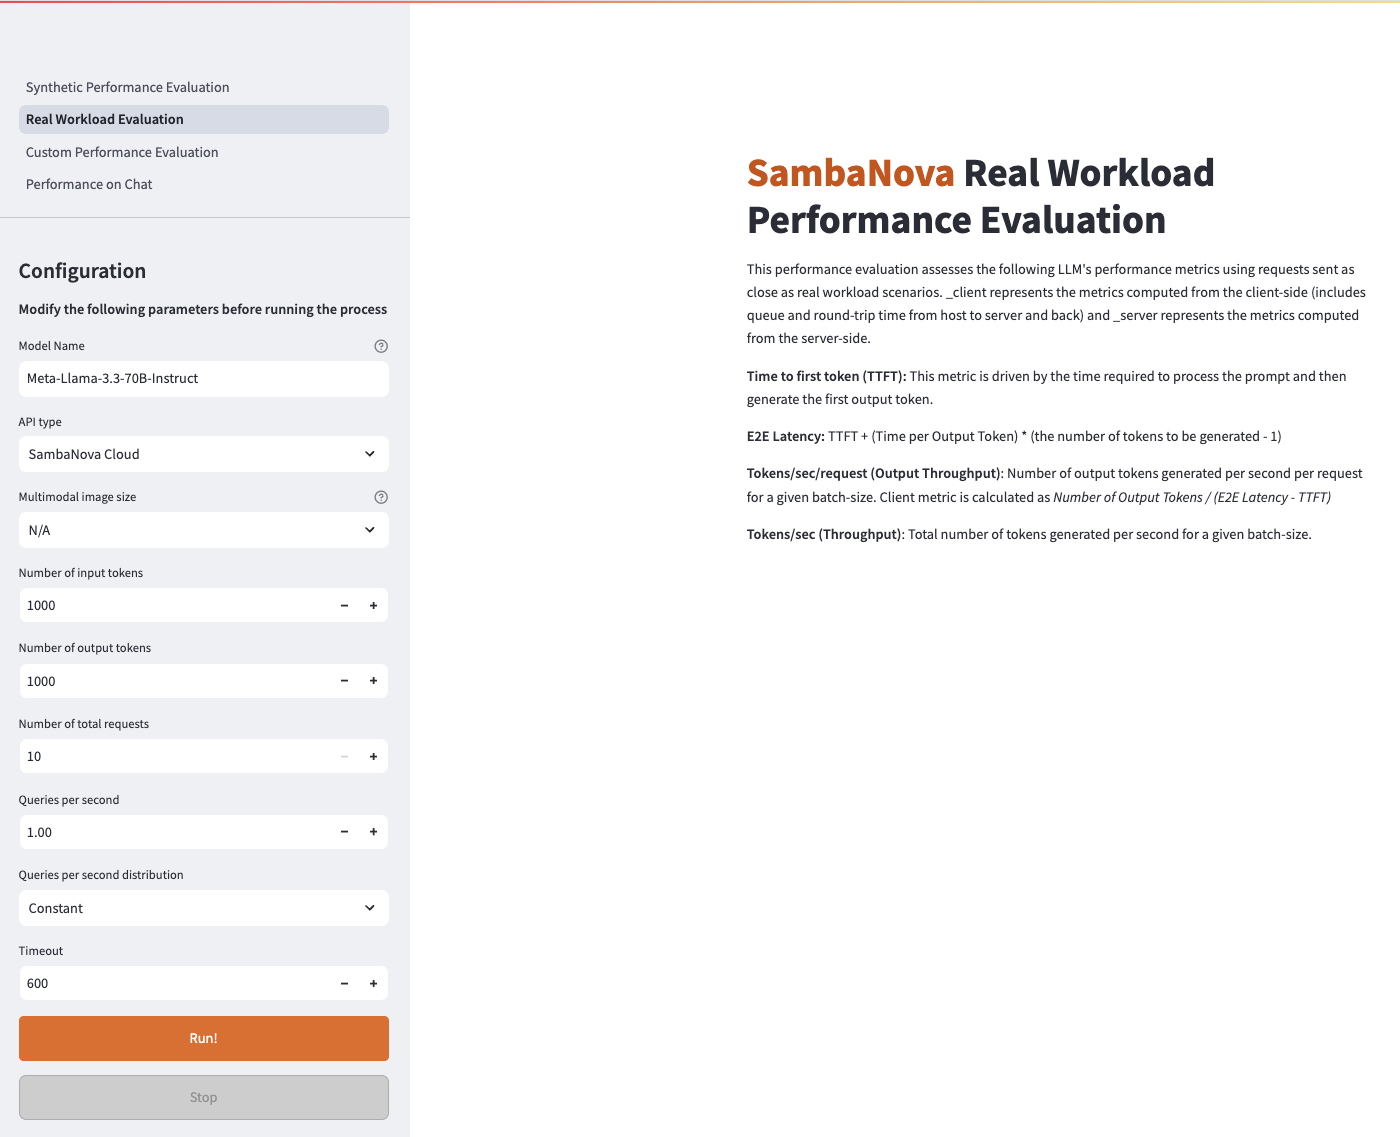 Synthetic Performance Evaluation
Real Workload Evaluation
Custom Performance Evaluation
Performance on Chat
Configuration
Modify the following parameters before running the process
Model Name
Meta-Llama-3.3-70B-Instruct
API type
SambaNova Cloud
Multimodal image size
N/A
Number of input tokens
1000
Number of output tokens
1000
Number of total requests
10
Queries per second
1.00
Queries per second distribution
Constant
Timeout
600
Run!
Stop
SambaNova Real Workload
Performance Evaluation
This performance evaluation assesses the following LLM's performance metrics using requests sent as
close as real workload scenarios. _client represents the metrics computed from the client-side (includes
queue and round-trip time from host to server and back) and _server represents the metrics computed
from the server-side.
Time to first token (TTFT): This metric is driven by the time required to process the prompt and then
generate the first output token.
E2E Latency: TTFT + (Time per Output Token) * (the number of tokens to be generated - 1)
Tokens/sec/request (Output Throughput): Number of output tokens generated per second per request
for a given batch-size. Client metric is calculated as Number of Output Tokens / (E2E Latency - TTFT)
Tokens/sec (Throughput): Total number of tokens generated per second for a given batch-size.